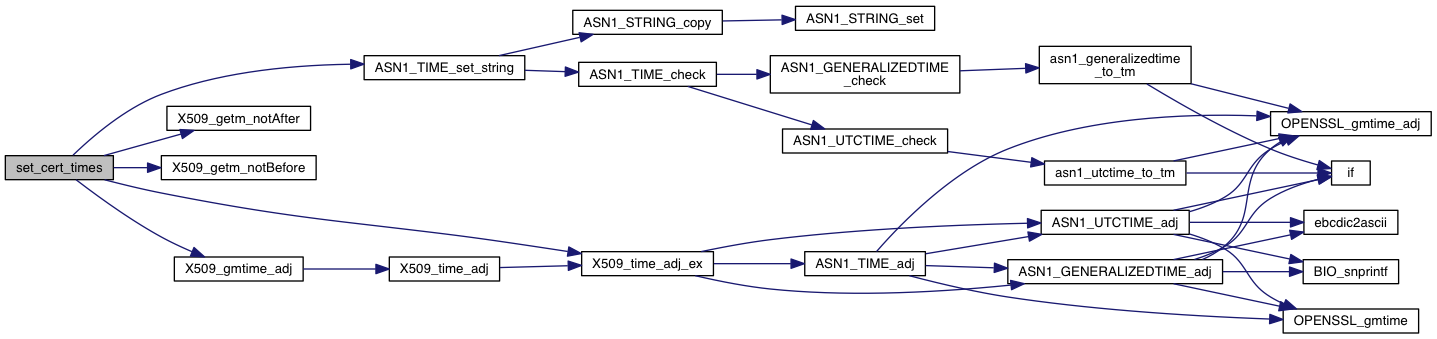 set_cert_times
ASN1_TIME_set_string
X509_getm_notAfter
X509_getm_notBefore
X509_gmtime_adj
X509_time_adj
ASN1_STRING_copy
ASN1_STRING_set
ASN1_TIME_check
ASN1_GENERALIZEDTIME
_check
ASN1_UTCTIME_check
asn1_generalizedtime
_to_tm
asn1_utctime_to_tm
X509_time_adj_ex
ASN1_TIME_adj
ASN1_UTCTIME_adj
ASN1_GENERALIZEDTIME_adj
OPENSSL_gmtime_adj
if
ebcdic2ascii
BIO_snprintf
OPENSSL_gmtime